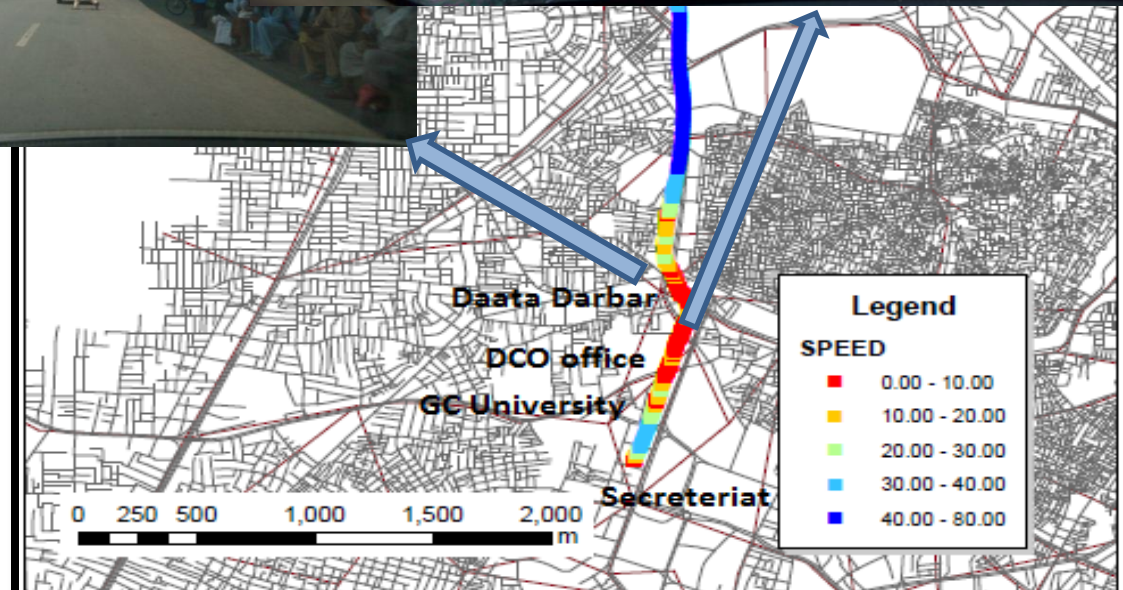 Daata Darbar
DCO office
GC University
Secreteriat
0 250 500 1,000 1,500 2,000
m
Legend
SPEED
0.00 - 10.00
10.00 - 20.00
20.00 - 30.00
30.00 - 40.00
40.00 - 80.00